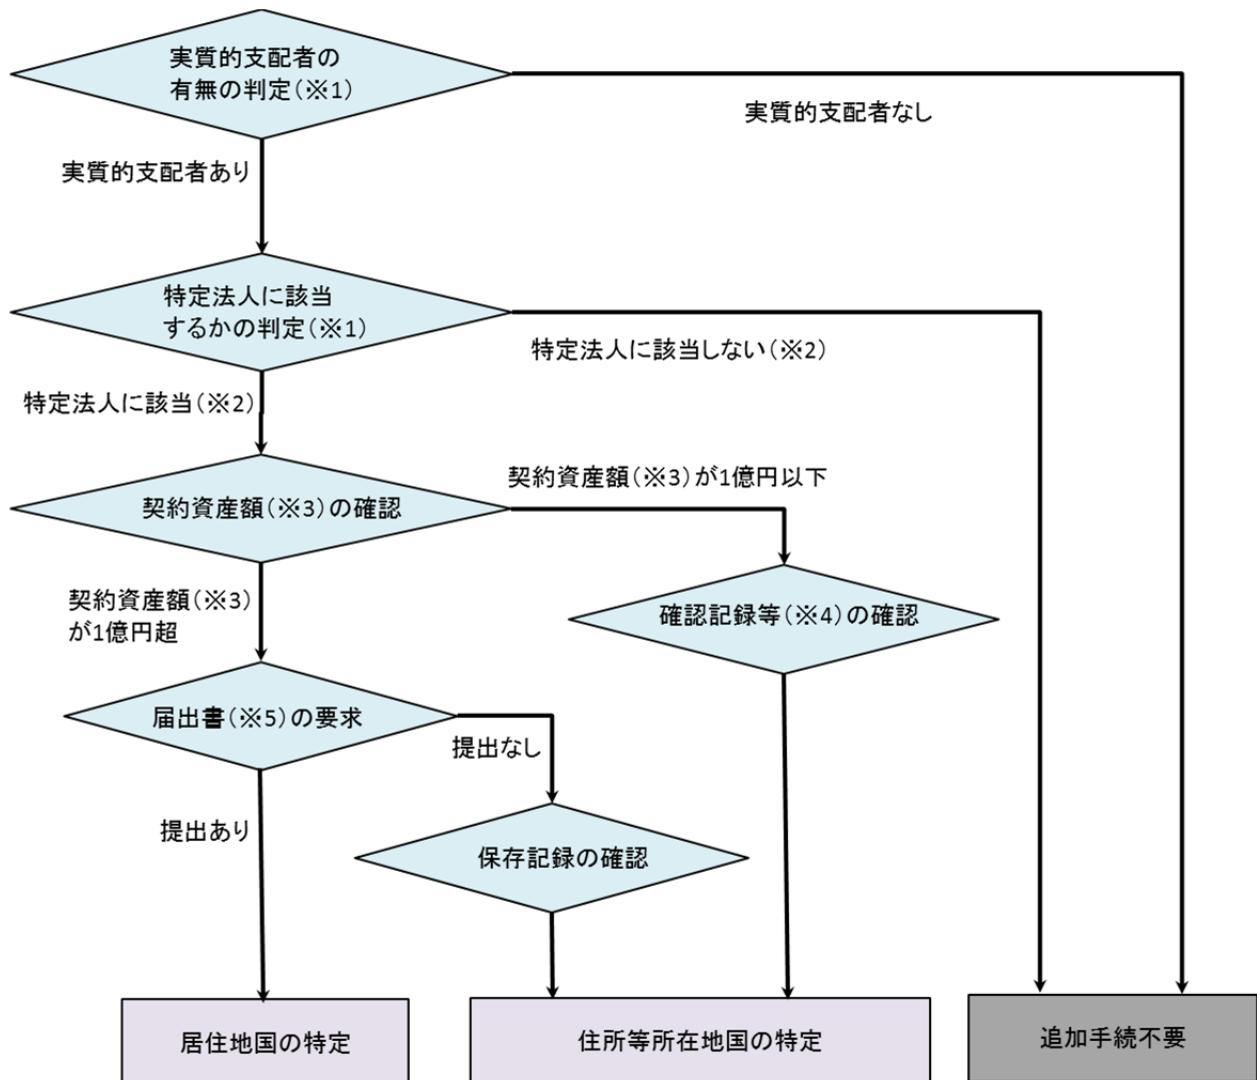 実質的支配者の
有無の判定(※1)
実質的支配者なし
実質的支配者あり
特定法人に該当
するかの判定(※1)
特定法人に該当しない(※2)
特定法人に該当(※2)
契約資産額(※3)が1億円以下
契約資産額(※3)の確認
契約資産額(※3)
が1億円超
確認記録等(※4)の確認
届出書(※5)の要求
提出なし
提出あり
保存記録の確認
居住地国の特定
住所等所在地国の特定
追加手続不要